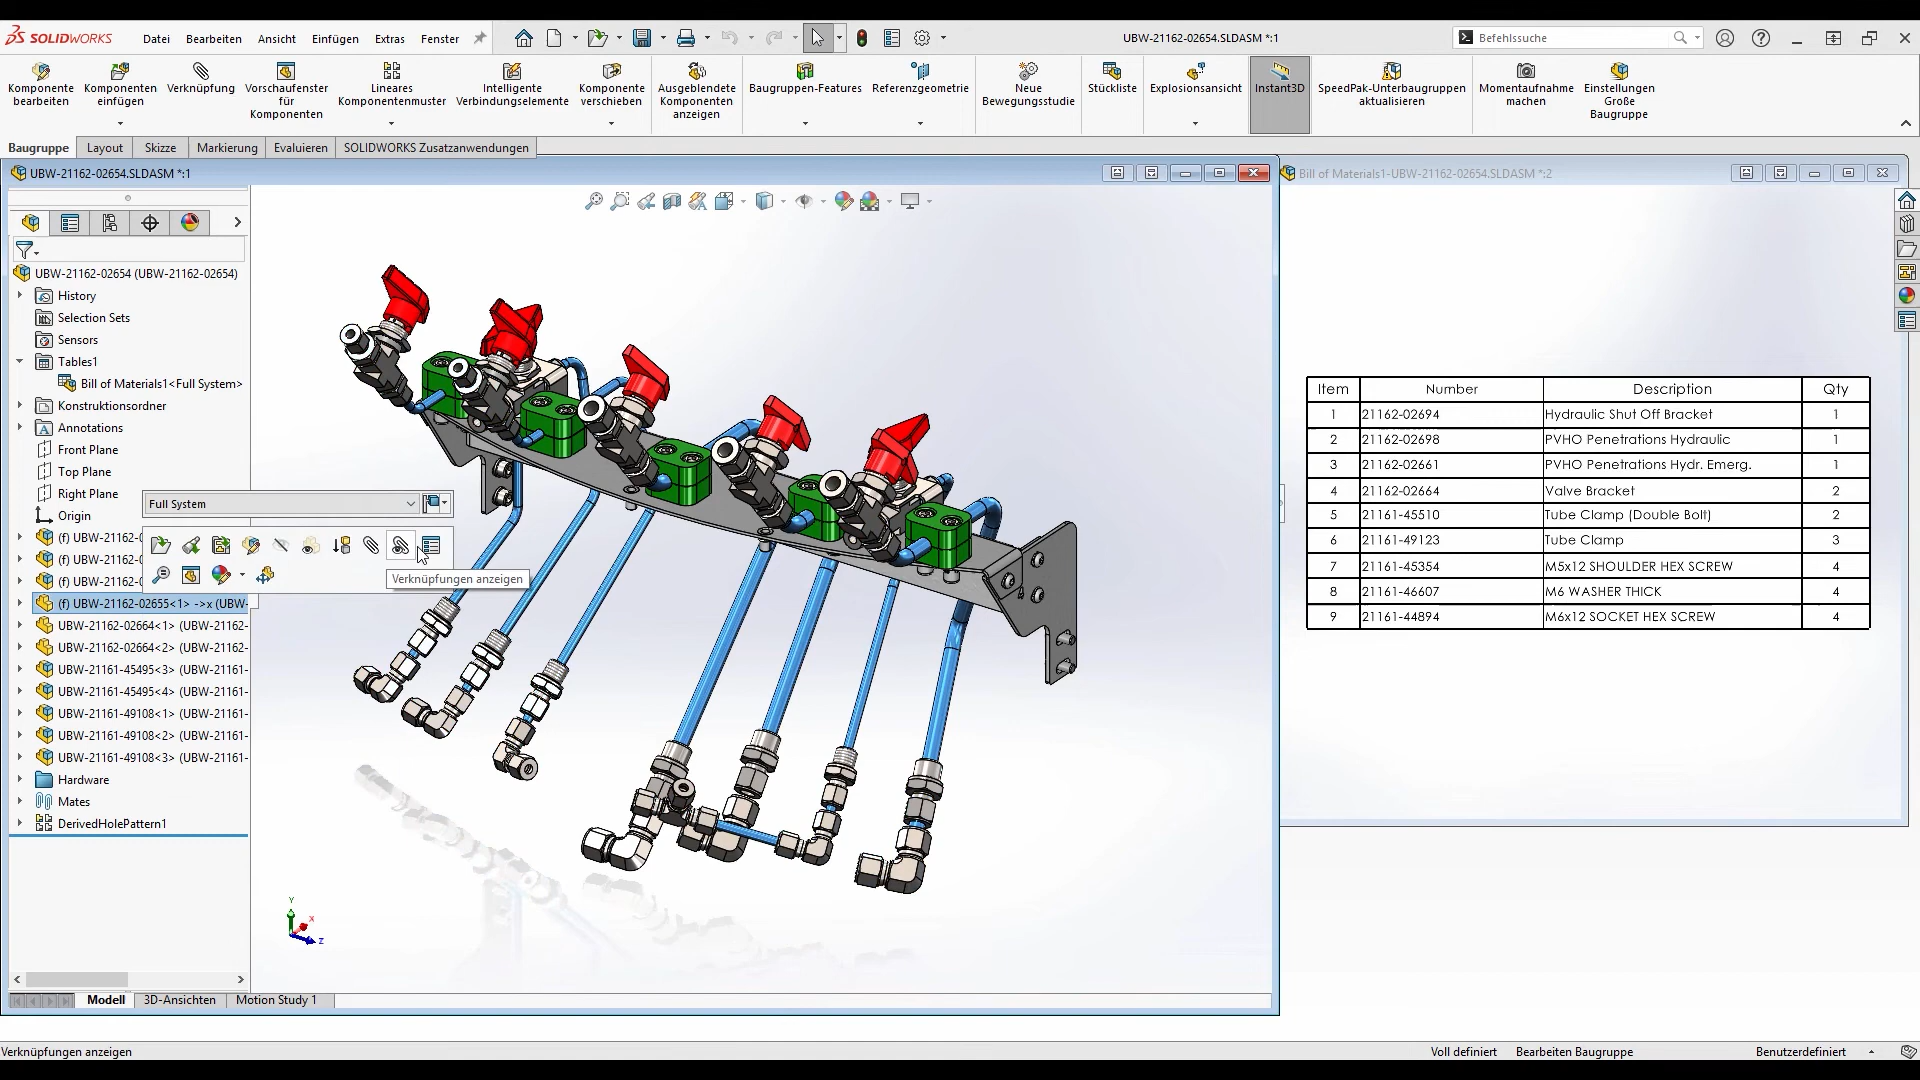 SOLIDWORKS
Datei Bearbeiten Ansicht Einfügen Extras Fenster
UBW-21162-02654.SLDASM *:1
Befehlssuche
Komponente bearbeiten
Komponenten einfügen
Verknüpfung
Vorschaufenster für Komponenten
Lineares Komponentenmuster
Intelligente Verbindungselemente
Komponente verschieben
Ausgeblendete Komponenten anzeigen
Baugruppen-Features
Referenzgeometrie
Neue Bewegungsstudie
Stückliste
Explosionsansicht
Instant3D
SpeedPak-Unterbaugruppen aktualisieren
Momentaufnahme machen
Einstellungen Große Baugruppe
Baugruppe Layout Skizze Markierung Evaluieren SOLIDWORKS Zusatzanwendungen
UBW-21162-02654.SLDASM *:1
Bill of Materials1-UBW-21162-02654.SLDASM *:2
UBW-21162-02654 (UBW-21162-02654)
History
Selection Sets
Sensors
Tables1
Bill of Materials1<Full System>
Konstruktionsordner
Annotations
Front Plane
Top Plane
Right Plane
Origin
Full System
(f) UBW-21162-0
(f) UBW-21162-0
(f) UBW-21162-0
Verknüpfungen anzeigen
(f) UBW-21162-02655<1> ->x (UBW-
UBW-21162-02664<1> (UBW-21162-
UBW-21162-02664<2> (UBW-21162-
UBW-21161-45495<3> (UBW-21161-
UBW-21161-45495<4> (UBW-21161-
UBW-21161-49108<1> (UBW-21161-
UBW-21161-49108<2> (UBW-21161-
UBW-21161-49108<3> (UBW-21161-
Hardware
Mates
DerivedHolePattern1
Item Number Description Qty
1 21162-02694 Hydraulic Shut Off Bracket 1
2 21162-02698 PVHO Penetrations Hydraulic 1
3 21162-02661 PVHO Penetrations Hydr. Emerg. 1
4 21162-02664 Valve Bracket 2
5 21161-45510 Tube Clamp (Double Bolt) 2
6 21161-49123 Tube Clamp 3
7 21161-45354 M5x12 SHOULDER HEX SCREW 4
8 21161-46607 M6 WASHER THICK 4
9 21161-44894 M6x12 SOCKET HEX SCREW 4
Y
X
Z
Modell 3D-Ansichten Motion Study 1
Verknüpfungen anzeigen
Voll definiert Bearbeiten Baugruppe Benutzerdefiniert